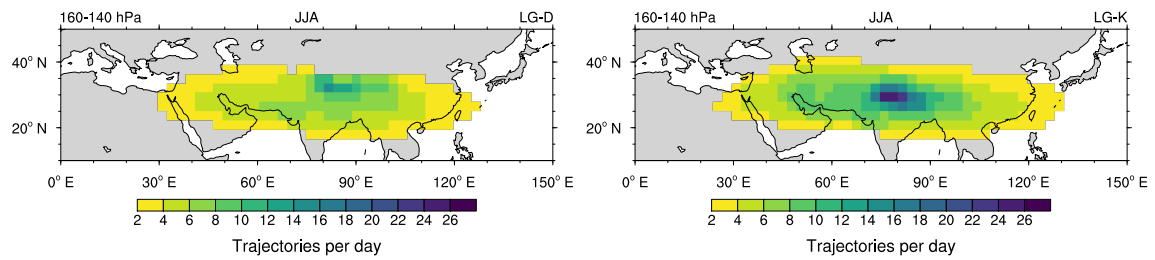 160-140 hPa JJA LG-D
40° N
20° N
0° E 30° E 60° E 90° E 120° E 150° E
2 4 6 8 10 12 14 16 18 20 22 24 26
Trajectories per day
160-140 hPa JJA LG-K
40° N
20° N
0° E 30° E 60° E 90° E 120° E 150° E
2 4 6 8 10 12 14 16 18 20 22 24 26
Trajectories per day